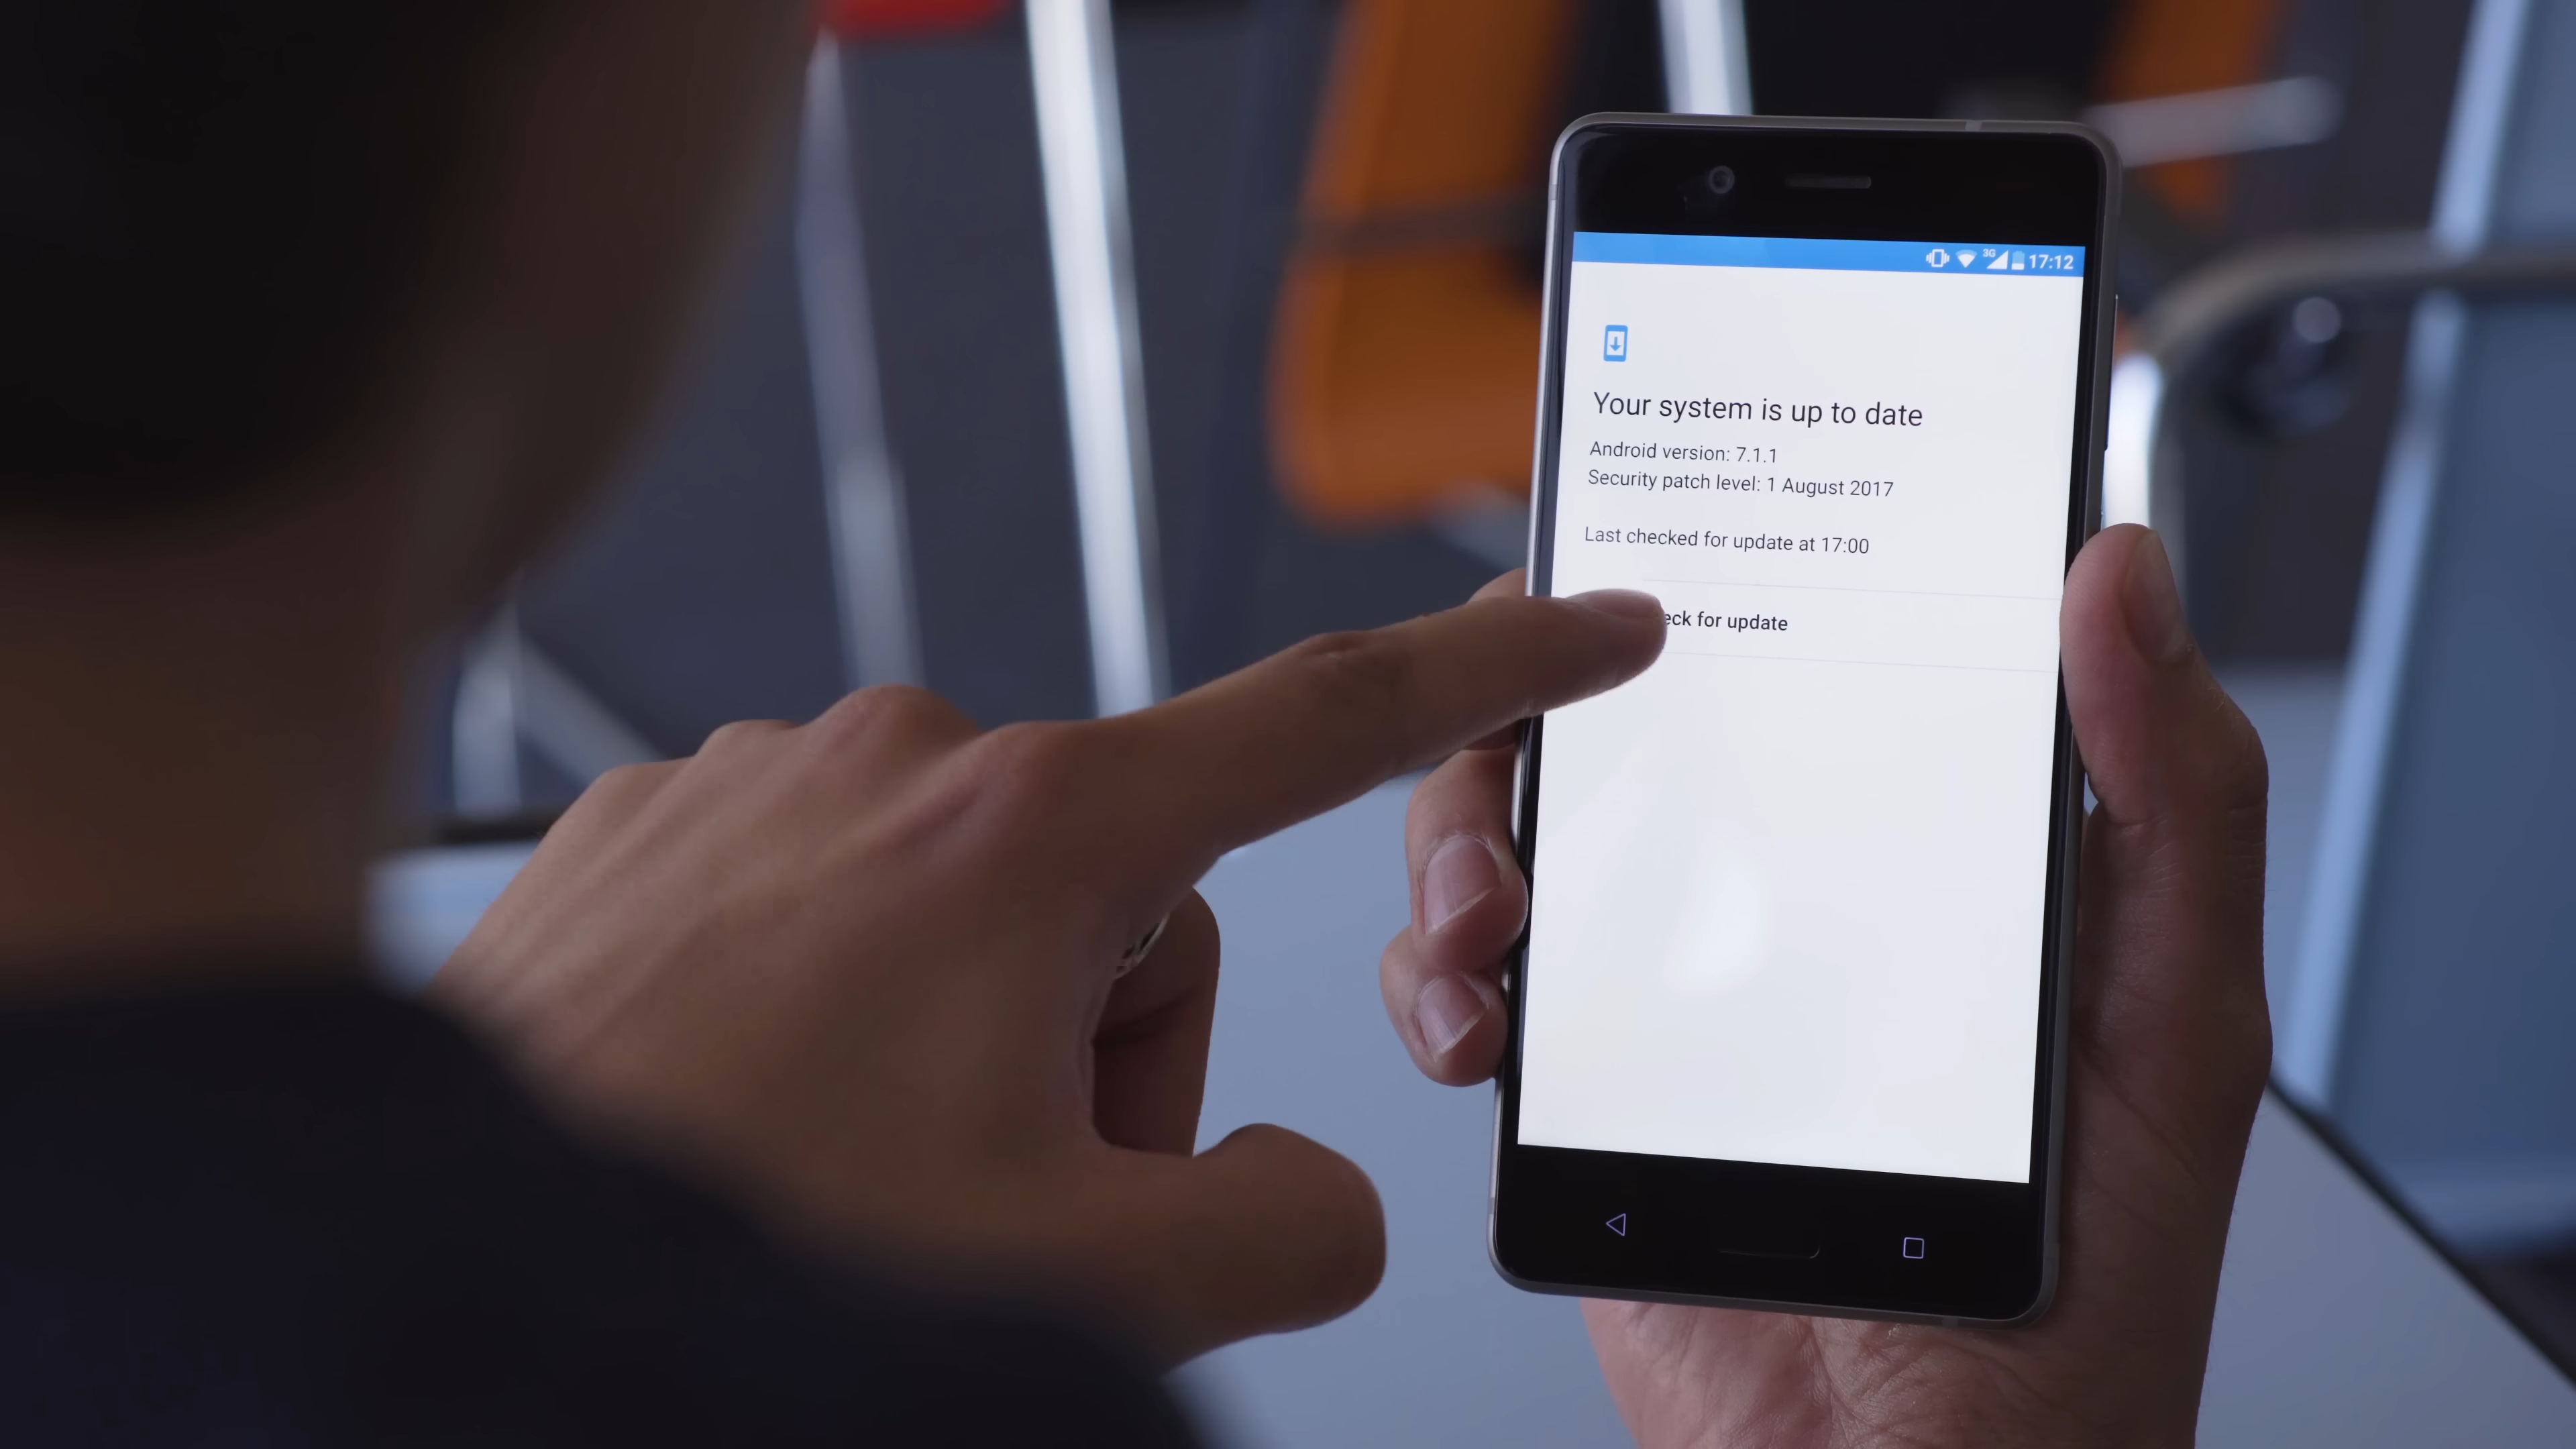 3G 17:12
Your system is up to date
Android version: 7.1.1
Security patch level: 1 August 2017
Last checked for update at 17:00
eck for update